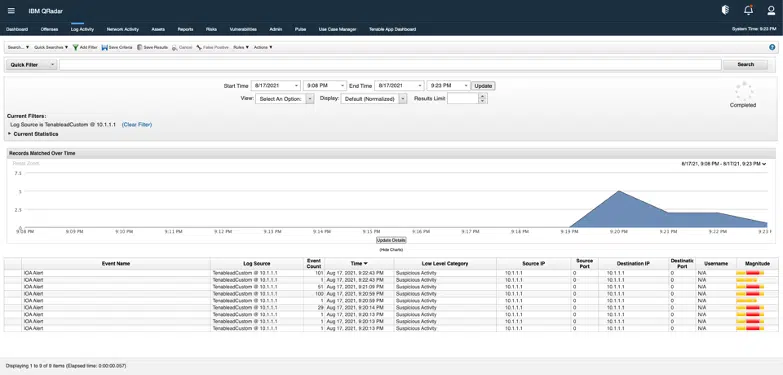 IBM QRadar
Dashboard Offenses Log Activity Network Activity Assets Reports Risks Vulnerabilities Admin Pulse Use Case Manager Tenable App Dashboard System Time: 9:23 PM
Search... Quick Searches Add Filter Save Criteria Save Results Cancel False Positive Rules Actions
Quick Filter Search
Start Time 8/17/2021 9:08 PM End Time 8/17/2021 9:23 PM Update
View: Select An Option: Display: Default (Normalized) Results Limit
Completed
Current Filters:
Log Source is TenableadCustom @ 10.1.1.1 (Clear Filter)
Current Statistics
Records Matched Over Time
Reset Zoom 8/17/21, 9:08 PM - 8/17/21, 9:23 PM
7.5
5
2.5
0
9:08 PM 9:09 PM 9:10 PM 9:11 PM 9:12 PM 9:13 PM 9:14 PM 9:15 PM 9:16 PM 9:17 PM 9:18 PM 9:19 PM 9:20 PM 9:21 PM 9:22 PM 9:23 P
Update Details
(Hide Charts)
Event Name Log Source Event Count Time Low Level Category Source IP Source Port Destination IP Destinatic Port Username Magnitude
IOA Alert TenableadCustom @ 10.1.1.1 101 Aug 17, 2021, 9:22:43 PM Suspicious Activity 10.1.1.1 0 10.1.1.1 0 N/A
IOA Alert TenableadCustom @ 10.1.1.1 1 Aug 17, 2021, 9:22:43 PM Suspicious Activity 10.1.1.1 0 10.1.1.1 0 N/A
IOA Alert TenableadCustom @ 10.1.1.1 51 Aug 17, 2021, 9:21:09 PM Suspicious Activity 10.1.1.1 0 10.1.1.1 0 N/A
IOA Alert TenableadCustom @ 10.1.1.1 100 Aug 17, 2021, 9:20:59 PM Suspicious Activity 10.1.1.1 0 10.1.1.1 0 N/A
IOA Alert TenableadCustom @ 10.1.1.1 1 Aug 17, 2021, 9:20:59 PM Suspicious Activity 10.1.1.1 0 10.1.1.1 0 N/A
IOA Alert TenableadCustom @ 10.1.1.1 29 Aug 17, 2021, 9:20:14 PM Suspicious Activity 10.1.1.1 0 10.1.1.1 0 N/A
IOA Alert TenableadCustom @ 10.1.1.1 1 Aug 17, 2021, 9:20:13 PM Suspicious Activity 10.1.1.1 0 10.1.1.1 0 N/A
IOA Alert TenableadCustom @ 10.1.1.1 1 Aug 17, 2021, 9:20:13 PM Suspicious Activity 10.1.1.1 0 10.1.1.1 0 N/A
IOA Alert TenableadCustom @ 10.1.1.1 1 Aug 17, 2021, 9:20:13 PM Suspicious Activity 10.1.1.1 0 10.1.1.1 0 N/A
Displaying 1 to 9 of 9 items (Elapsed time: 0:00:00.057)